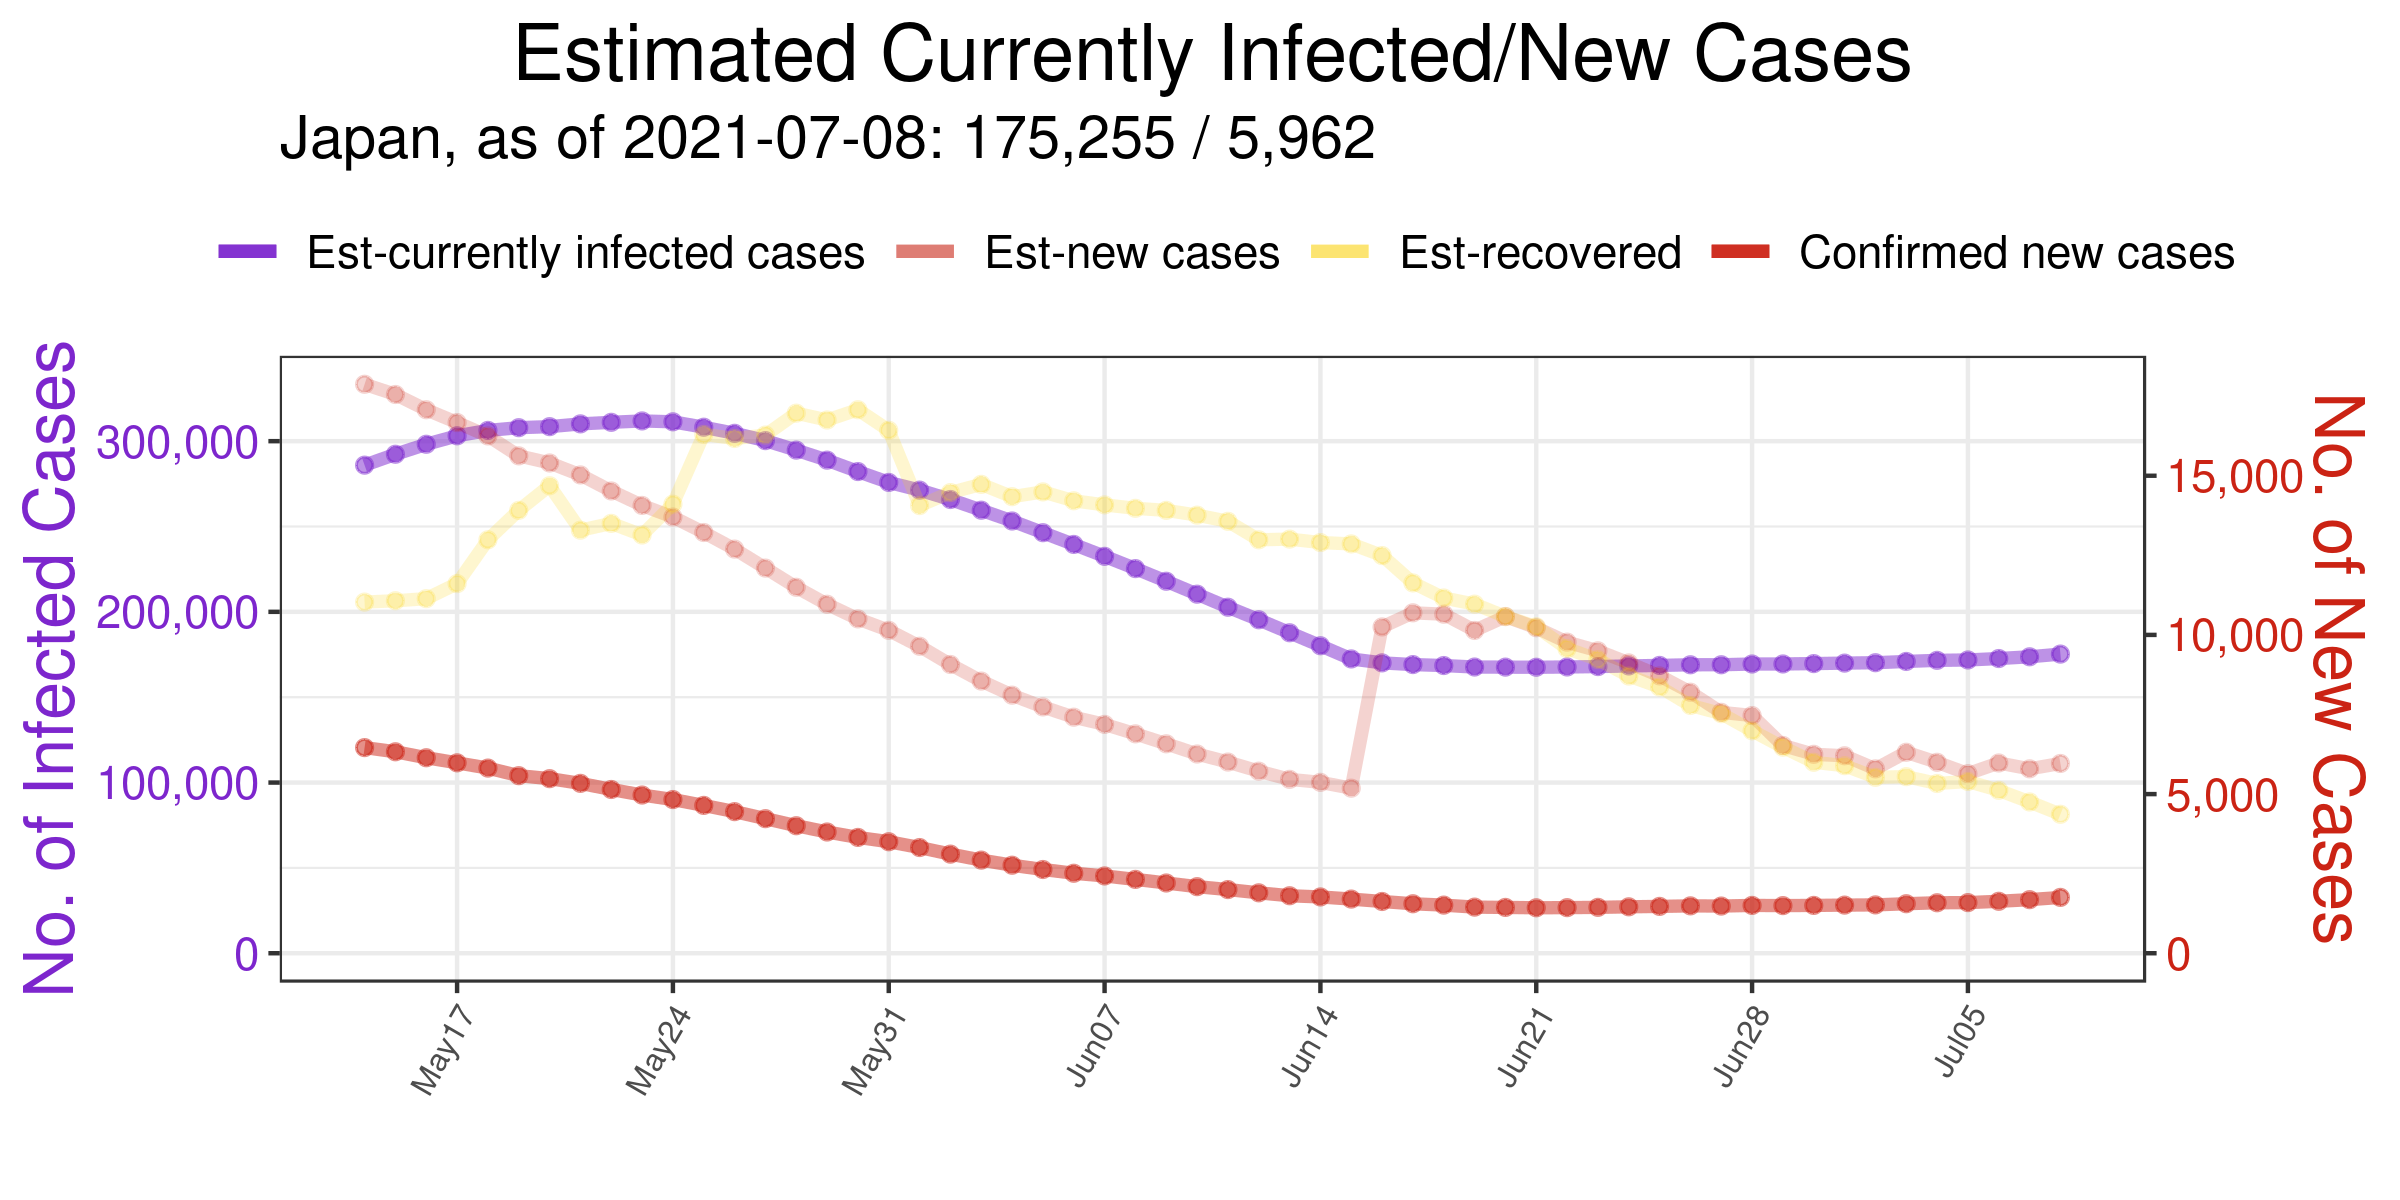 Estimated Currently Infected/New Cases
Japan, as of 2021-07-08: 175,255 / 5,962
Est-currently infected cases Est-new cases Est-recovered Confirmed new cases
No. of Infected Cases
300,000
200,000
100,000
0
15,000
10,000
5,000
0
No. of New Cases
May17 May24 May31 Jun07 Jun14 Jun21 Jun28 Jul05